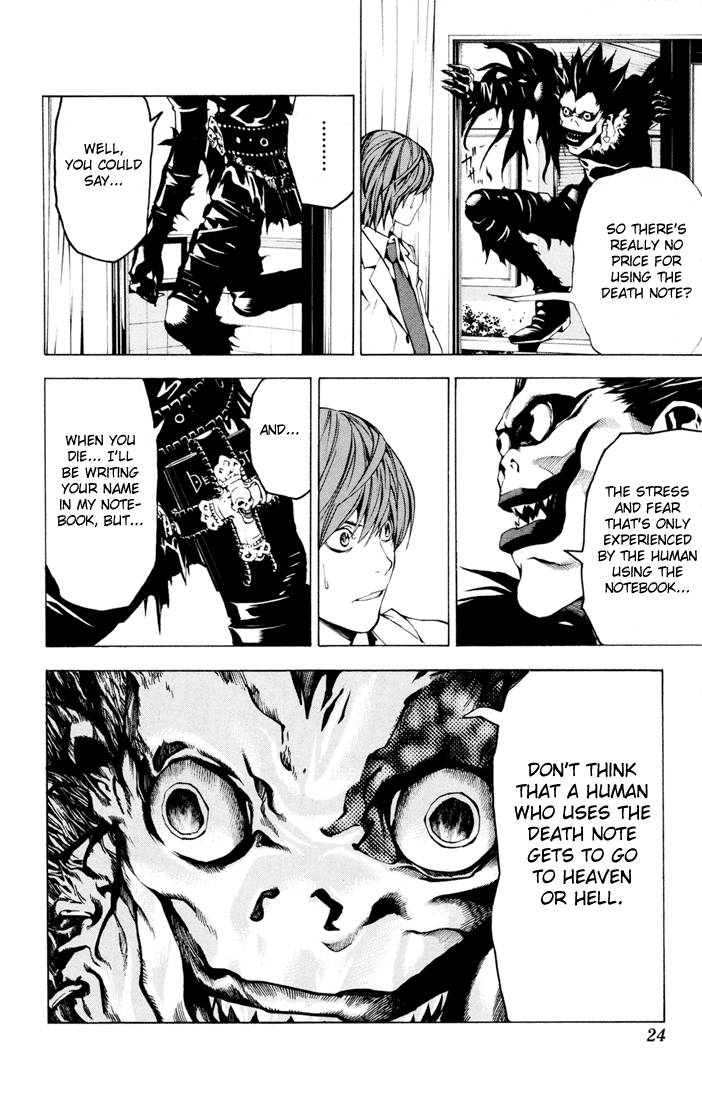 SO THERE'S
REALLY NO
PRICE FOR
USING THE
DEATH NOTE?
..........
WELL,
YOU COULD
SAY...
THE STRESS
AND FEAR
THAT'S ONLY
EXPERIENCED
BY THE HUMAN
USING THE
NOTEBOOK...
AND...
WHEN YOU
DIE... I'LL
BE WRITING
YOUR NAME
IN MY NOTE-
BOOK, BUT...
DON'T THINK
THAT A HUMAN
WHO USES THE
DEATH NOTE
GETS TO GO
TO HEAVEN
OR HELL.
24